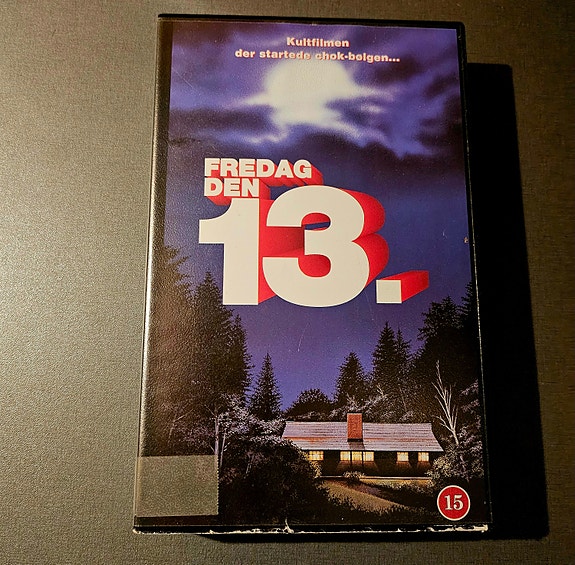 Kultfilmen
der startede chok-bølgen...
FREDAG
DEN
13.
15